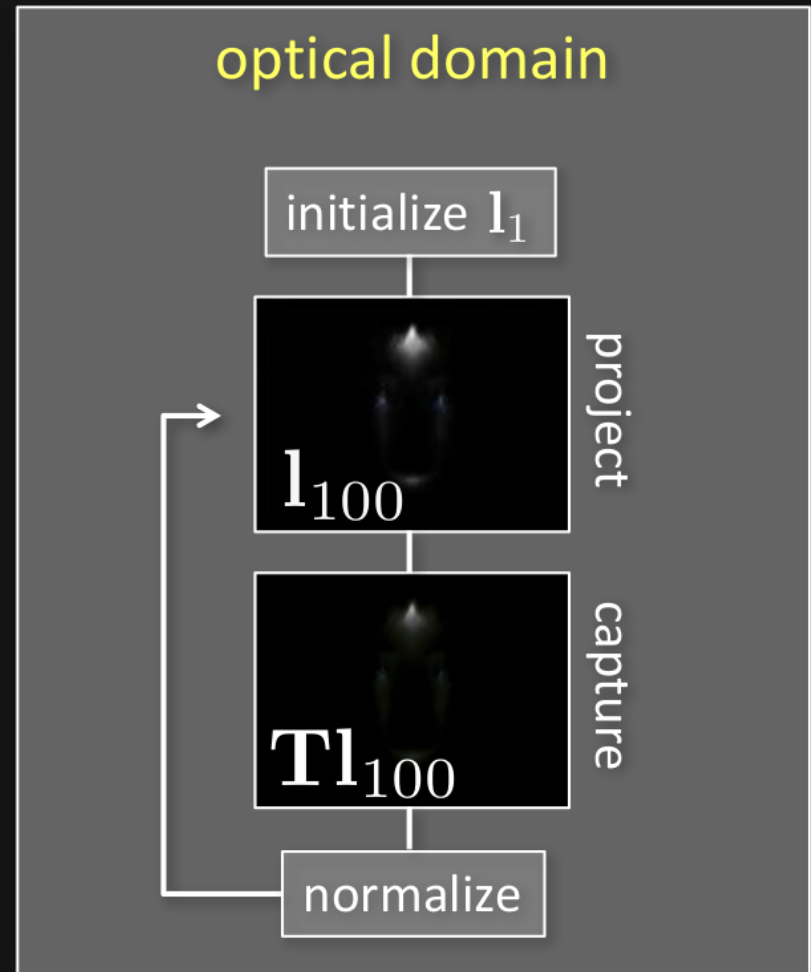 optical domain
initialize l₁
project
l₁₀₀
capture
Tl₁₀₀
normalize